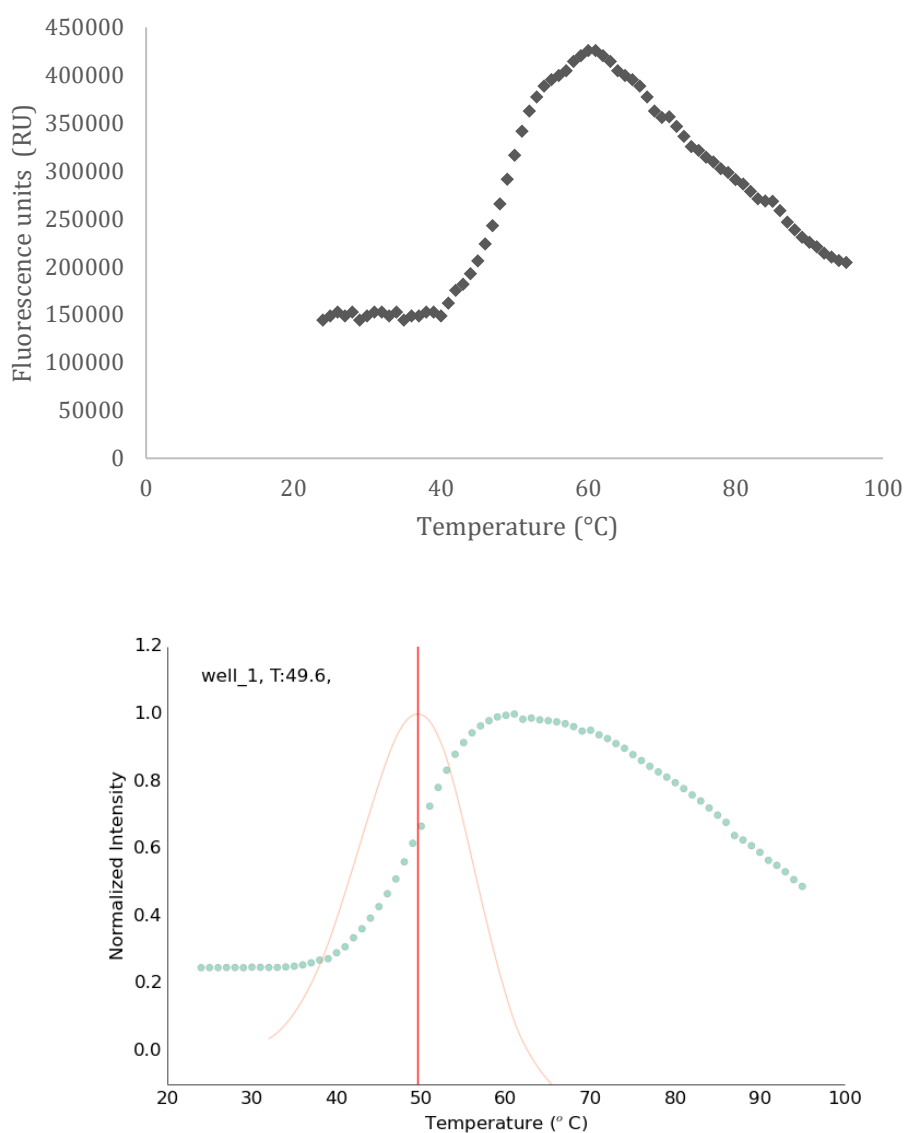 450000
400000
350000
300000
250000
200000
150000
100000
50000
0
Fluorescence units (RU)
0 20 40 60 80 100
Temperature (°C)
1.2
1.0
0.8
0.6
0.4
0.2
0.0
Normalized Intensity
well_1, T:49.6,
20 30 40 50 60 70 80 90 100
Temperature (° C)